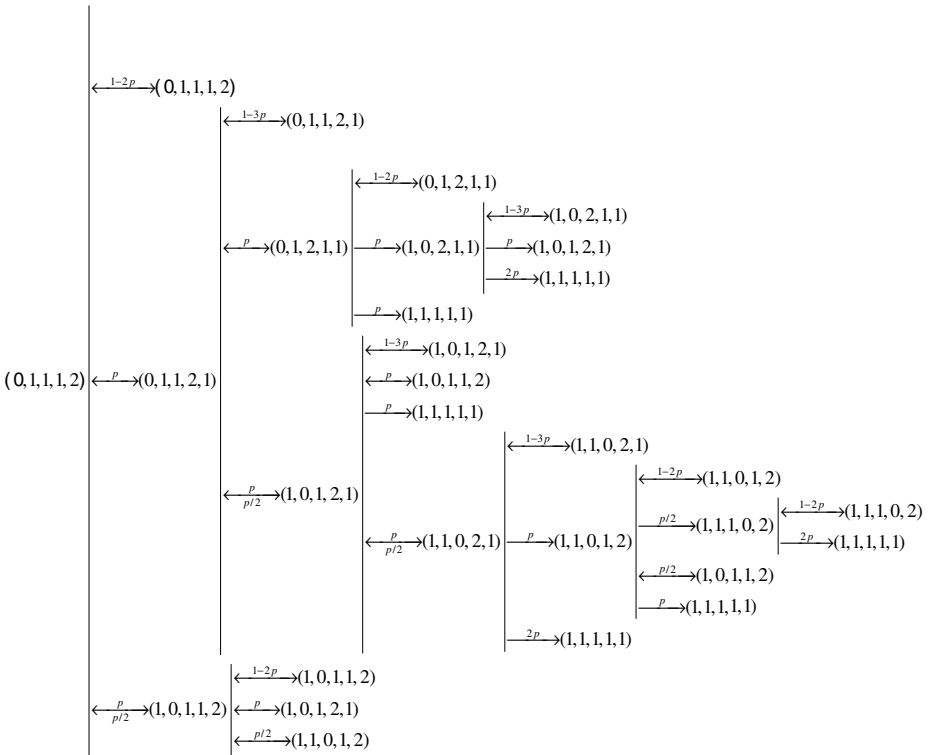 1−2p (0,1,1,1,2)
1−3p (0,1,1,2,1)
1−2p (0,1,2,1,1)
1−3p (1,0,2,1,1)
p (0,1,2,1,1) p (1,0,2,1,1) p (1,0,1,2,1)
2p (1,1,1,1,1)
p (1,1,1,1,1)
1−3p (1,0,1,2,1)
(0,1,1,1,2) p (0,1,1,2,1) p (1,0,1,1,2)
p (1,1,1,1,1)
1−3p (1,1,0,2,1)
1−2p (1,1,0,1,2)
p p/2 (1,0,1,2,1)
1−2p (1,1,1,0,2)
p/2 (1,1,1,0,2)
p p/2 (1,1,0,2,1) p (1,1,0,1,2) 2p (1,1,1,1,1)
p/2 (1,0,1,1,2)
p (1,1,1,1,1)
2p (1,1,1,1,1)
1−2p (1,0,1,1,2)
p p/2 (1,0,1,1,2) p (1,0,1,2,1)
p/2 (1,1,0,1,2)